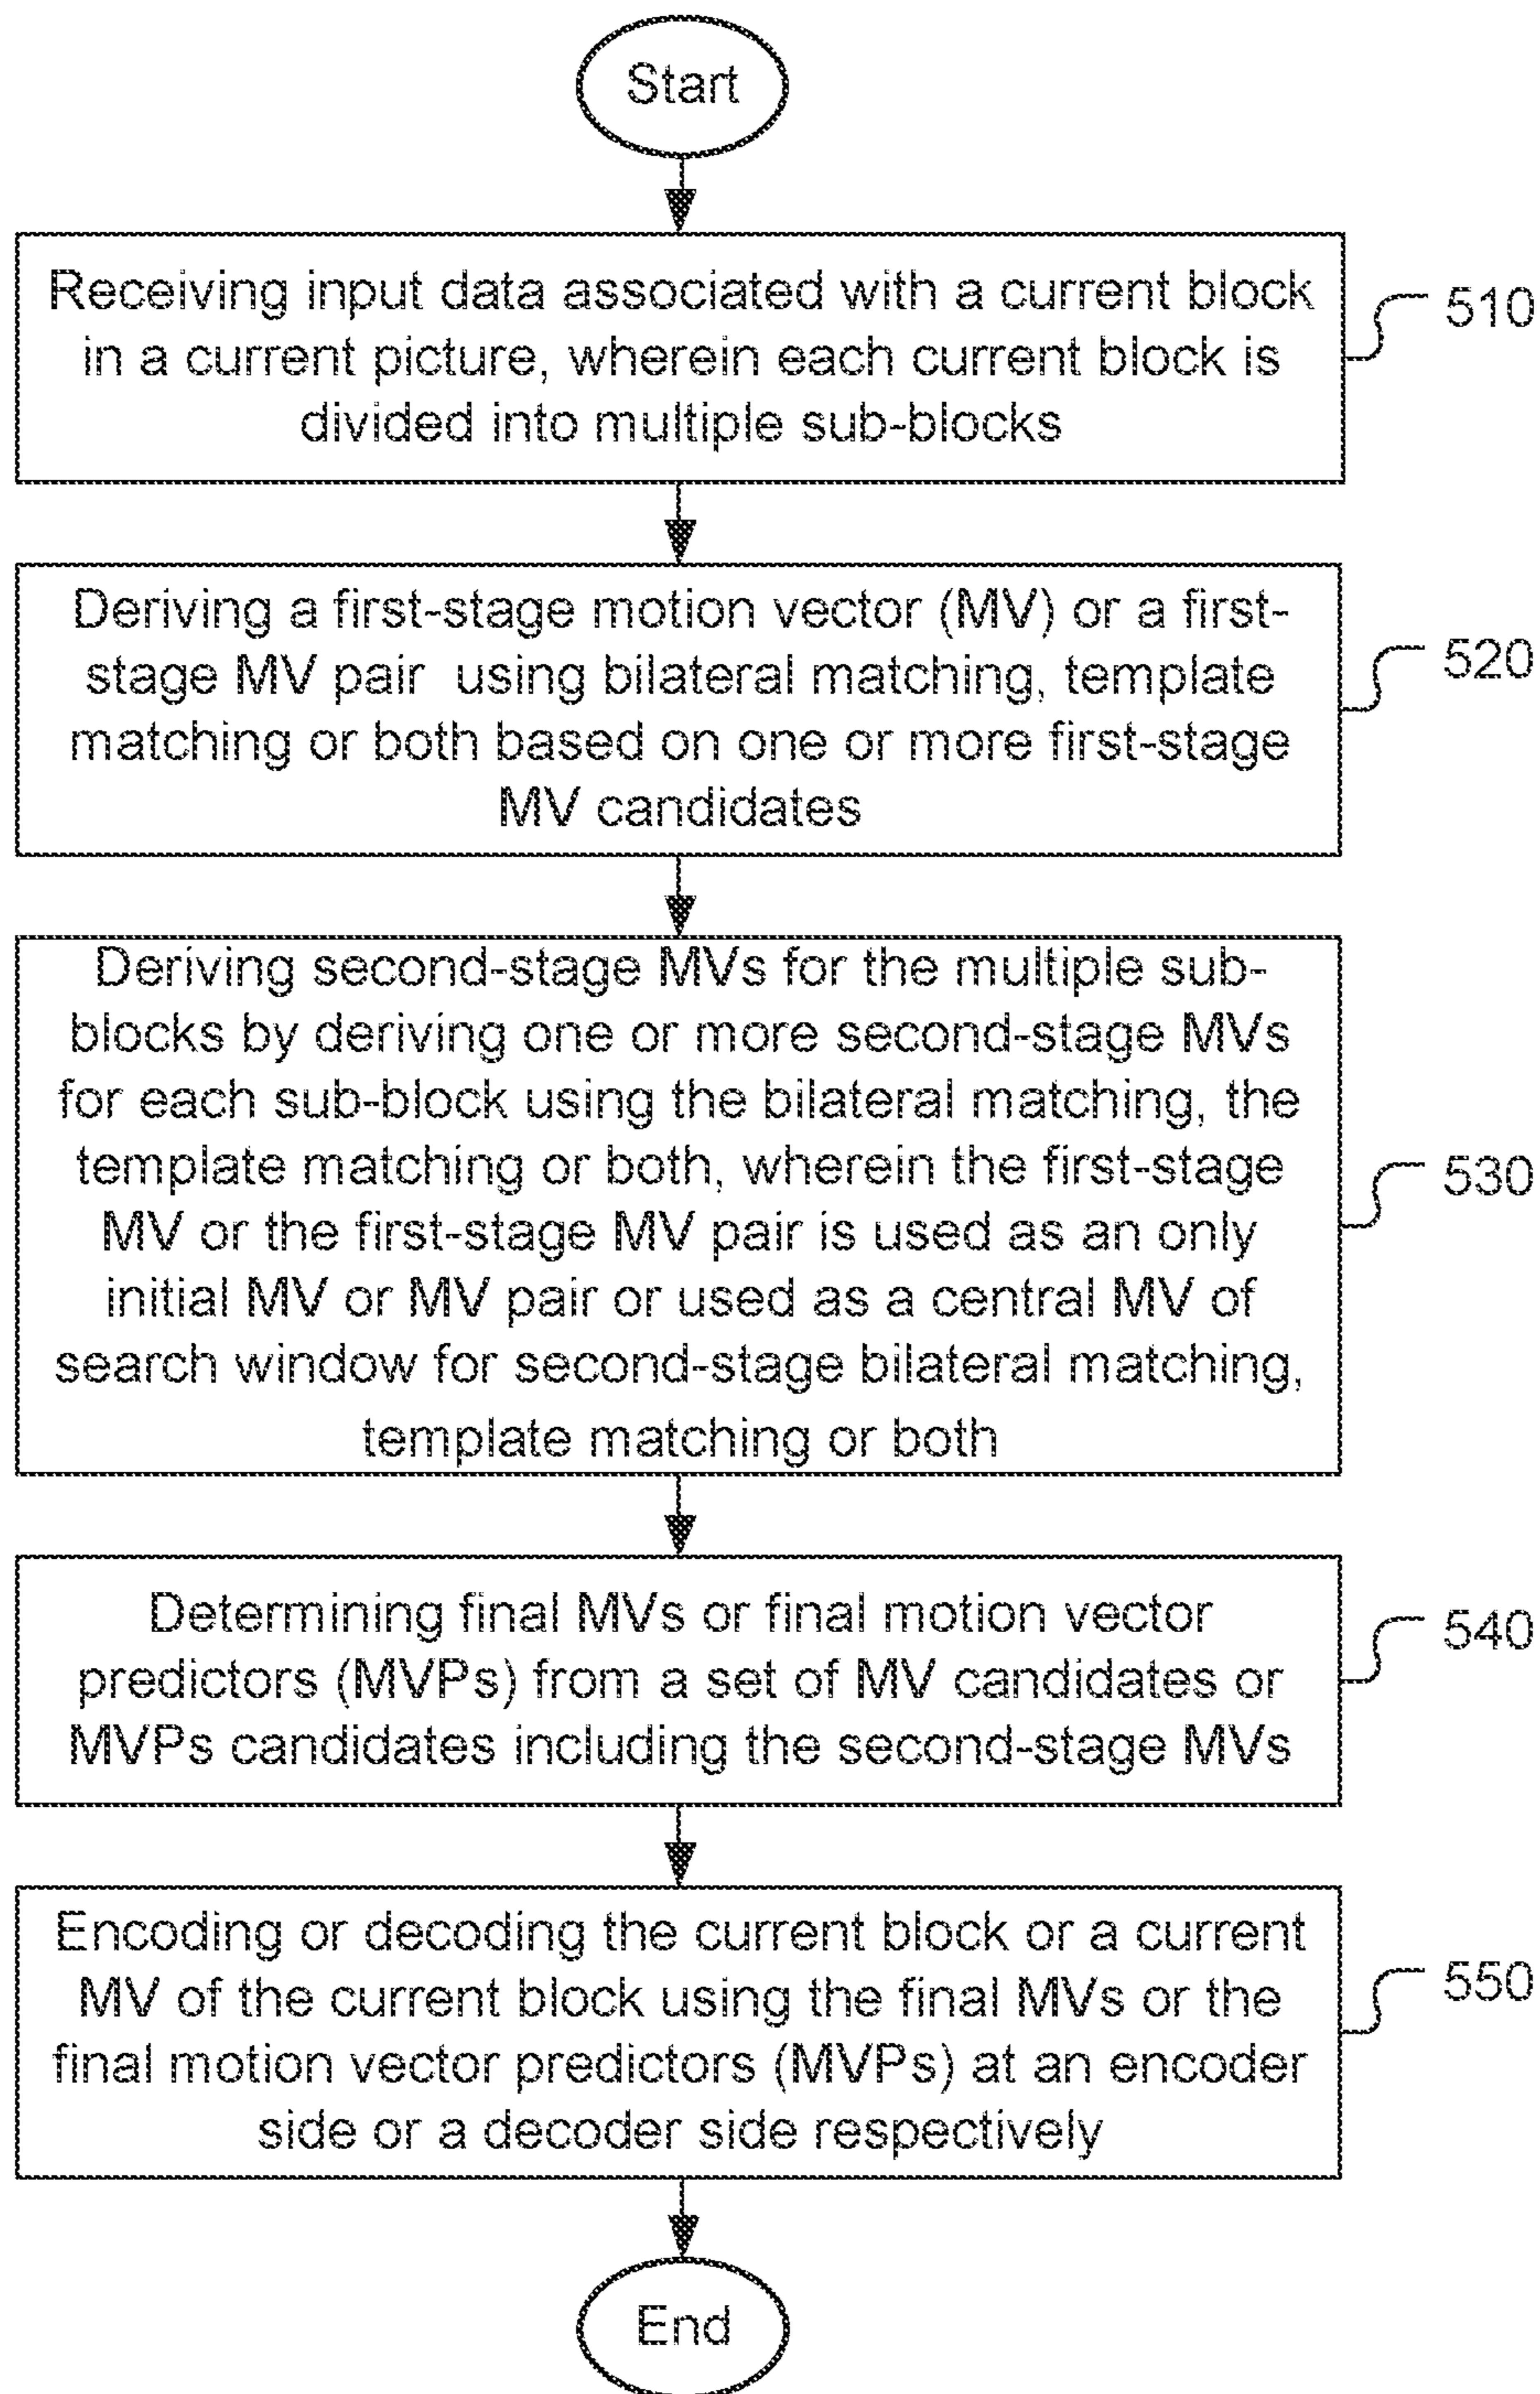 Start
Receiving input data associated with a current block
in a current picture, wherein each current block is
divided into multiple sub-blocks
510
Deriving a first-stage motion vector (MV) or a first-
stage MV pair using bilateral matching, template
matching or both based on one or more first-stage
MV candidates
520
Deriving second-stage MVs for the multiple sub-
blocks by deriving one or more second-stage MVs
for each sub-block using the bilateral matching, the
template matching or both, wherein the first-stage
MV or the first-stage MV pair is used as an only
initial MV or MV pair or used as a central MV of
search window for second-stage bilateral matching,
template matching or both
530
Determining final MVs or final motion vector
predictors (MVPs) from a set of MV candidates or
MVPs candidates including the second-stage MVs
540
Encoding or decoding the current block or a current
MV of the current block using the final MVs or the
final motion vector predictors (MVPs) at an encoder
side or a decoder side respectively
550
End